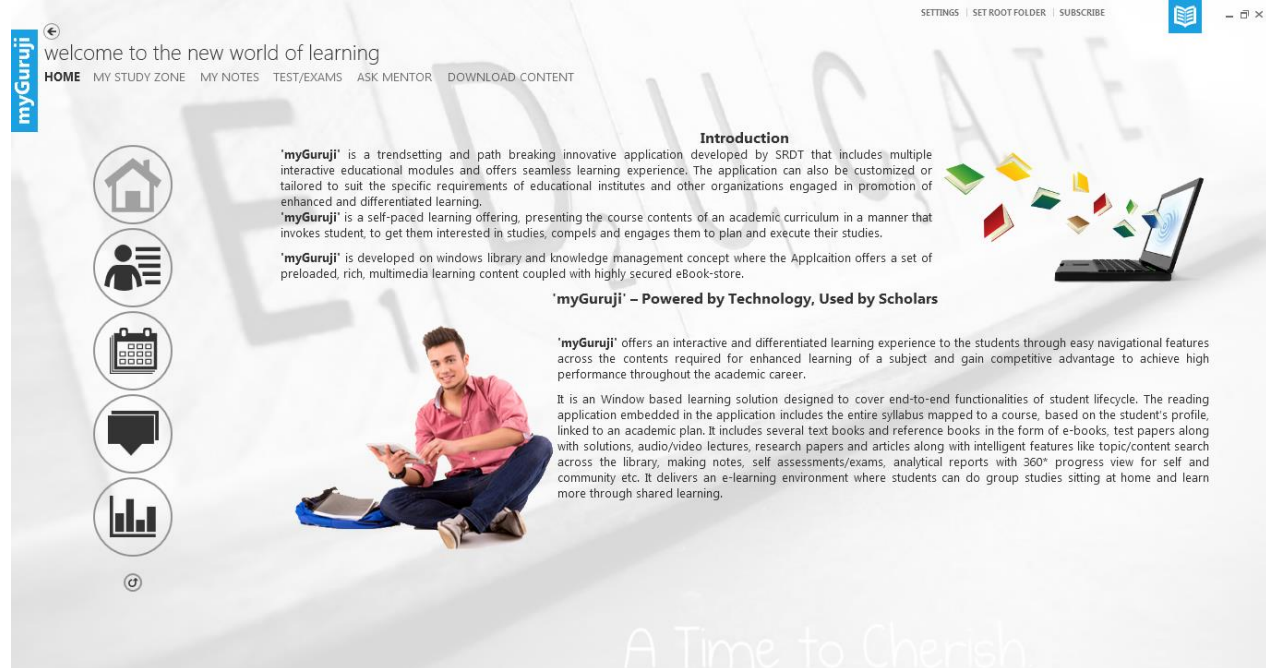 SETTINGS | SET ROOT FOLDER | SUBSCRIBE
myGuruji
welcome to the new world of learning
HOME MY STUDY ZONE MY NOTES TEST/EXAMS ASK MENTOR DOWNLOAD CONTENT
EDUCATE
Introduction
'myGuruji' is a trendsetting and path breaking innovative application developed by SRDT that includes multiple
interactive educational modules and offers seamless learning experience. The application can also be customized or
tailored to suit the specific requirements of educational institutes and other organizations engaged in promotion of
enhanced and differentiated learning.
'myGuruji' is a self-paced learning offering, presenting the course contents of an academic curriculum in a manner that
invokes student, to get them interested in studies, compels and engages them to plan and execute their studies.
'myGuruji' is developed on windows library and knowledge management concept where the Applcaition offers a set of
preloaded, rich, multimedia learning content coupled with highly secured eBook-store.
'myGuruji' – Powered by Technology, Used by Scholars
'myGuruji' offers an interactive and differentiated learning experience to the students through easy navigational features
across the contents required for enhanced learning of a subject and gain competitive advantage to achieve high
performance throughout the academic career.
It is an Window based learning solution designed to cover end-to-end functionalities of student lifecycle. The reading
application embedded in the application includes the entire syllabus mapped to a course, based on the student's profile,
linked to an academic plan. It includes several text books and reference books in the form of e-books, test papers along
with solutions, audio/video lectures, research papers and articles along with intelligent features like topic/content search
across the library, making notes, self assessments/exams, analytical reports with 360* progress view for self and
community etc. It delivers an e-learning environment where students can do group studies sitting at home and learn
more through shared learning.
A Time to Cherish